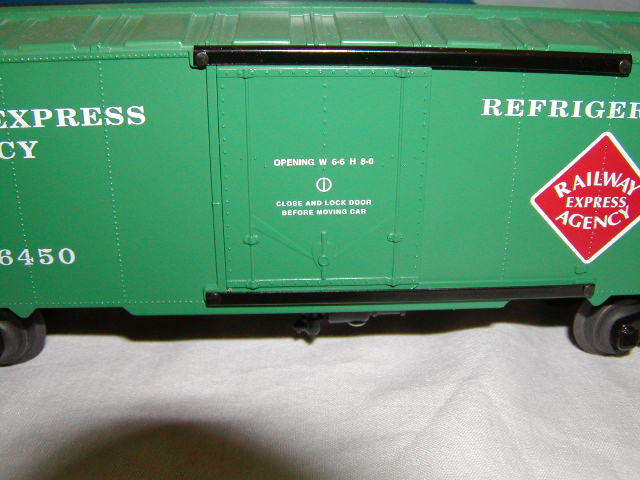 EXPRESS
CY
6450
OPENING W 6-6 H 8-0
CLOSE AND LOCK DOOR
BEFORE MOVING CAR
REFRIGER
RAILWAY
EXPRESS
AGENCY